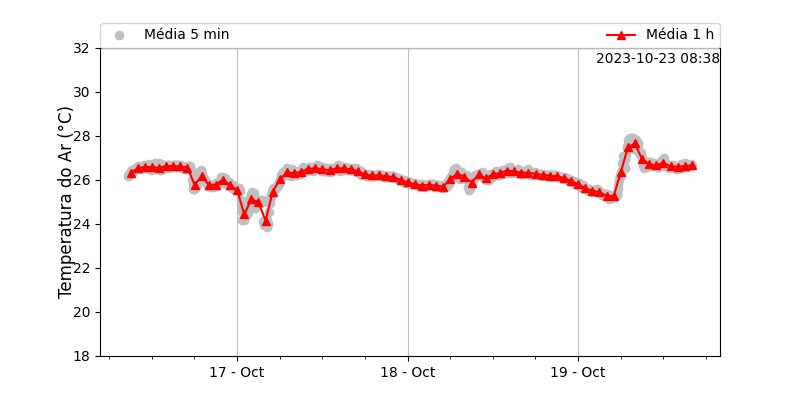 Média 5 min
Média 1 h
2023-10-23 08:38
Temperatura do Ar (°C)
32
30
28
26
24
22
20
18
17 - Oct
18 - Oct
19 - Oct